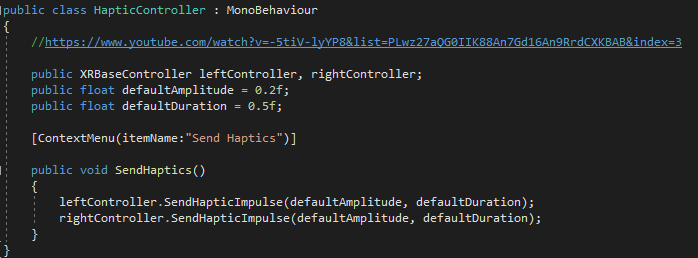 public class HapticController : MonoBehaviour
{
//https://www.youtube.com/watch?v=-5tiV-lyYP8&list=PLwz27aQG0IIK88An7Gd16An9RrdCXKBAB&index=3
public XRBaseController leftController, rightController;
public float defaultAmplitude = 0.2f;
public float defaultDuration = 0.5f;
[ContextMenu(itemName:"Send Haptics")]
public void SendHaptics()
{
leftController.SendHapticImpulse(defaultAmplitude, defaultDuration);
rightController.SendHapticImpulse(defaultAmplitude, defaultDuration);
}
}